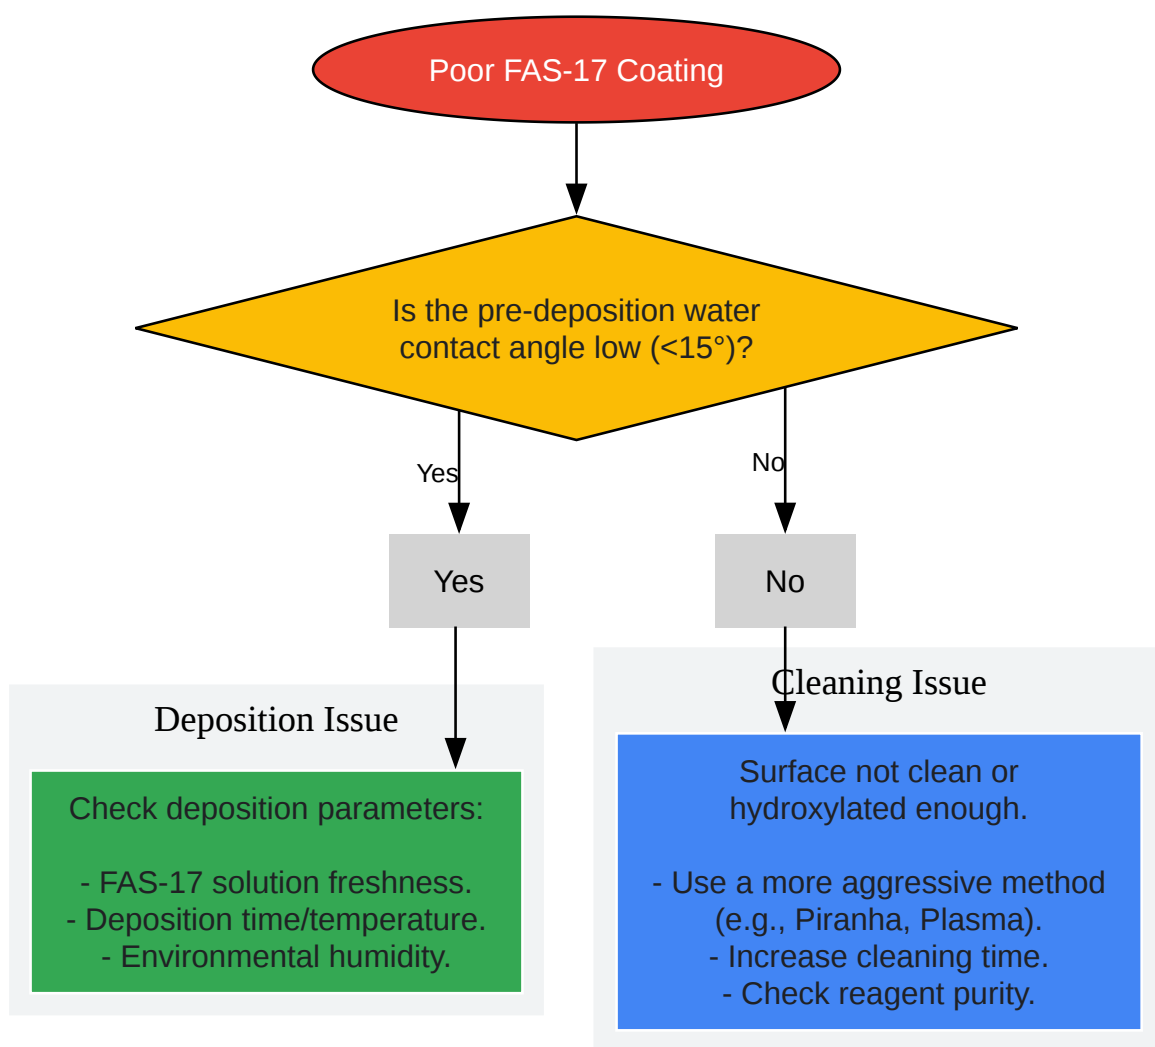 Poor FAS-17 Coating
Is the pre-deposition water
contact angle low (<15°)?
Yes
No
Yes
No
Deposition Issue
Check deposition parameters:
- FAS-17 solution freshness.
- Deposition time/temperature.
- Environmental humidity.
Cleaning Issue
Surface not clean or
hydroxylated enough.
- Use a more aggressive method
(e.g., Piranha, Plasma).
- Increase cleaning time.
- Check reagent purity.